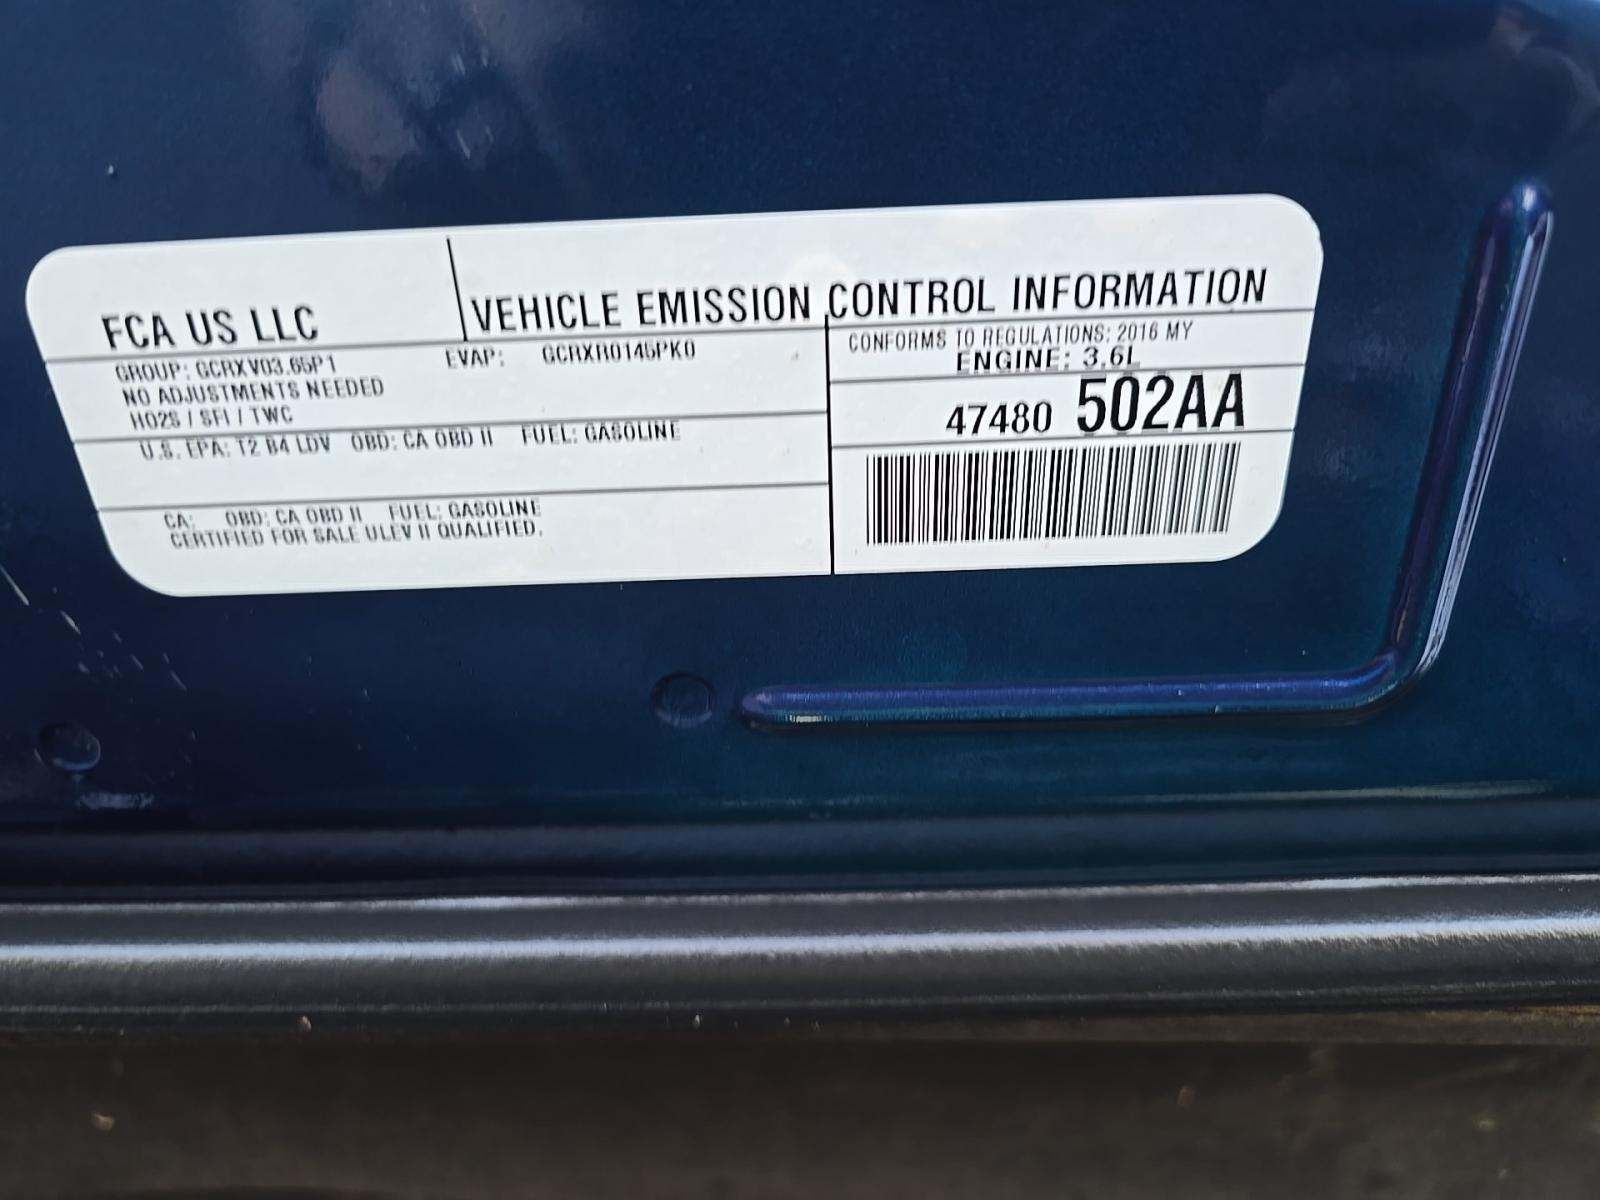 FCA US LLC
VEHICLE EMISSION CONTROL INFORMATION
GROUP: GCRXV03.65P1
EVAP: GCRXR0145PK0
NO ADJUSTMENTS NEEDED
HO2S / SFI / TWC
U.S. EPA: T2 B4 LDV OBD: CA OBD II FUEL: GASOLINE
CA: OBD: CA OBD II FUEL: GASOLINE
CERTIFIED FOR SALE ULEV II QUALIFIED.
CONFORMS TO REGULATIONS: 2016 MY
ENGINE: 3.6L
47480 502AA